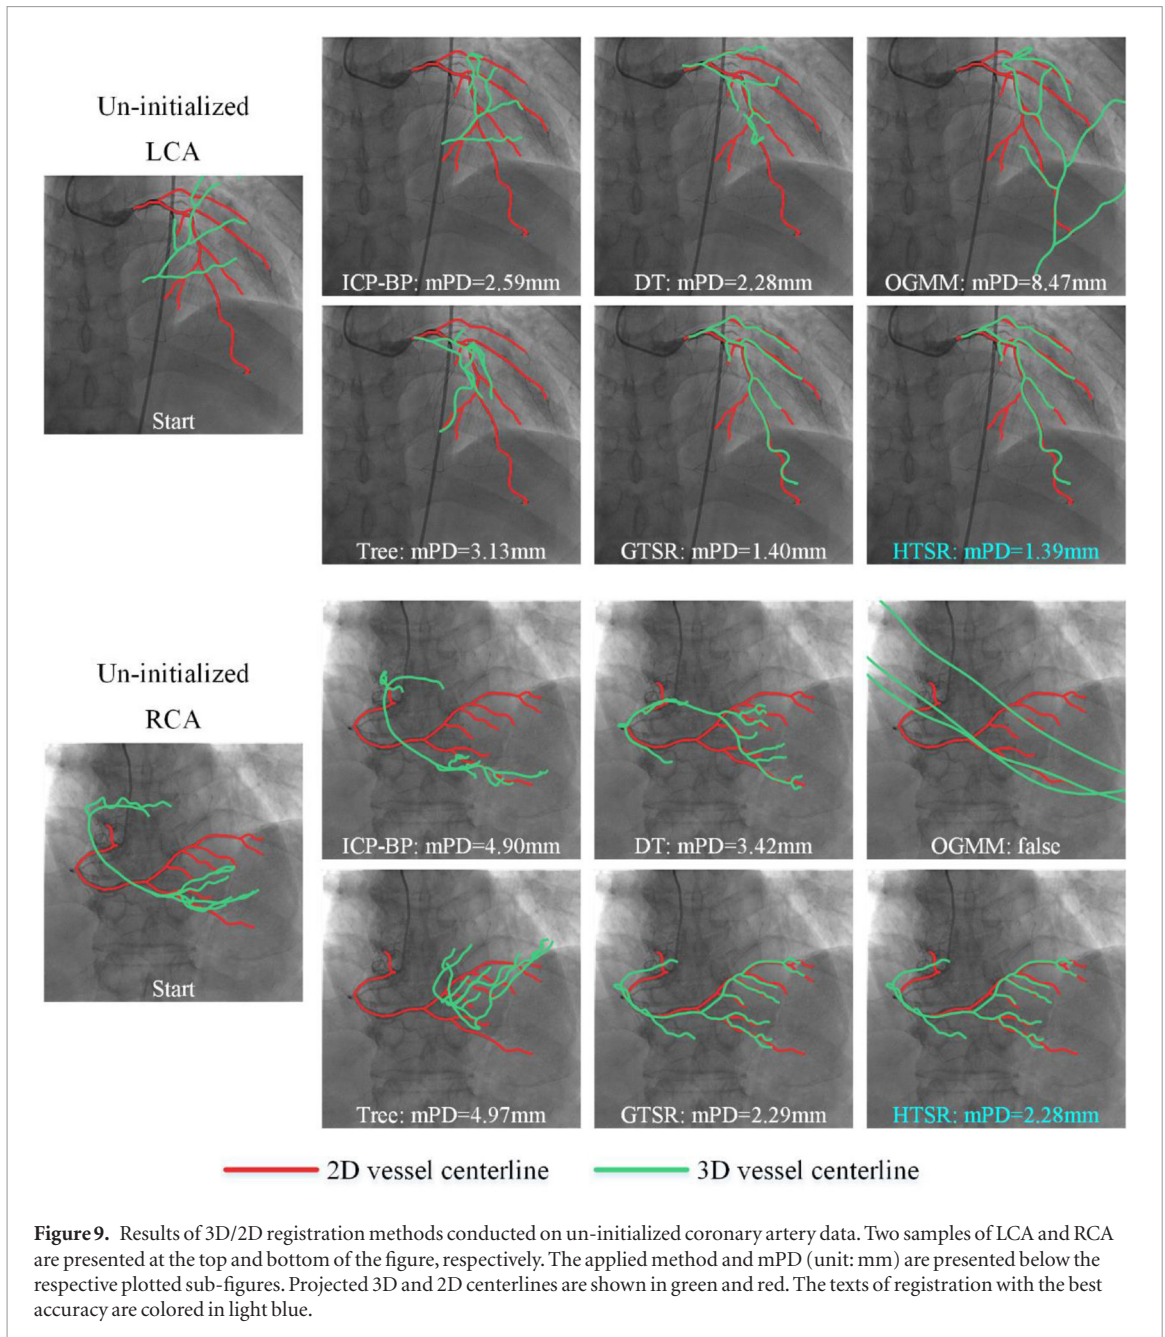 Un-initialized
LCA
Start
ICP-BP: mPD=2.59mm
DT: mPD=2.28mm
OGMM: mPD=8.47mm
Tree: mPD=3.13mm
GTSR: mPD=1.40mm
HTSR: mPD=1.39mm
Un-initialized
RCA
Start
ICP-BP: mPD=4.90mm
DT: mPD=3.42mm
OGMM: false
Tree: mPD=4.97mm
GTSR: mPD=2.29mm
HTSR: mPD=2.28mm
2D vessel centerline
3D vessel centerline
Figure 9. Results of 3D/2D registration methods conducted on un-initialized coronary artery data. Two samples of LCA and RCA
are presented at the top and bottom of the figure, respectively. The applied method and mPD (unit: mm) are presented below the
respective plotted sub-figures. Projected 3D and 2D centerlines are shown in green and red. The texts of registration with the best
accuracy are colored in light blue.